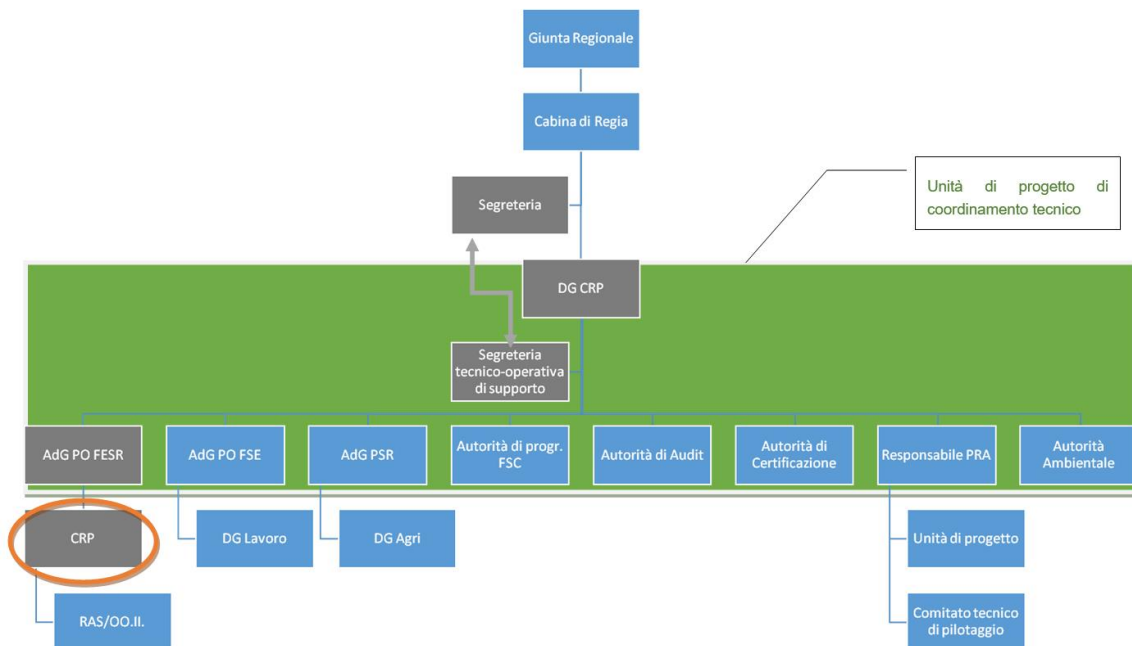 Giunta Regionale
Cabina di Regia
Unità di progetto di
coordinamento tecnico
Segreteria
DG CRP
Segreteria
tecnico-operativa
di supporto
AdG PO FESR
AdG PO FSE
AdG PSR
Autorità di progr.
FSC
Autorità di Audit
Autorità di
Certificazione
Responsabile PRA
Autorità
Ambientale
CRP
DG Lavoro
DG Agri
Unità di progetto
RAS/OO.II.
Comitato tecnico
di pilotaggio